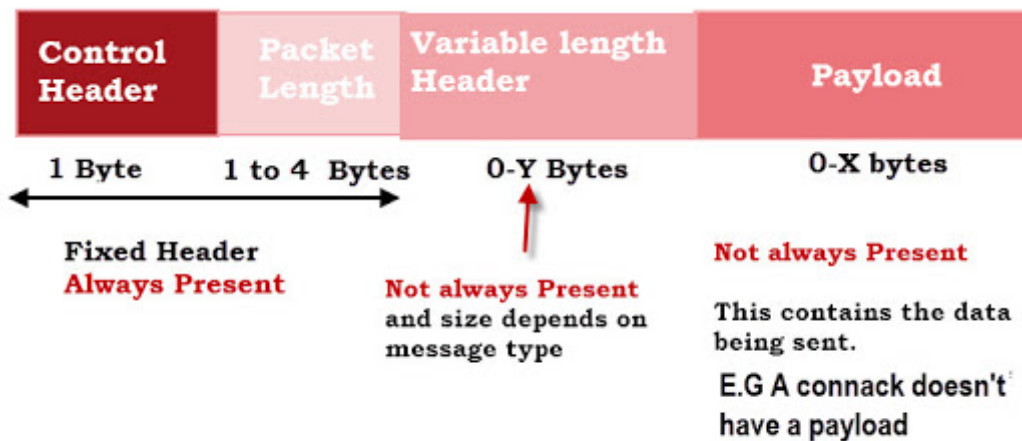 Control
Header
Packet
Length
Variable length
Header
Payload
1 Byte
1 to 4 Bytes
0-Y Bytes
0-X bytes
Fixed Header
Always Present
Not always Present
and size depends on
message type
Not always Present
This contains the data
being sent.
E.G A connack doesn't
have a payload